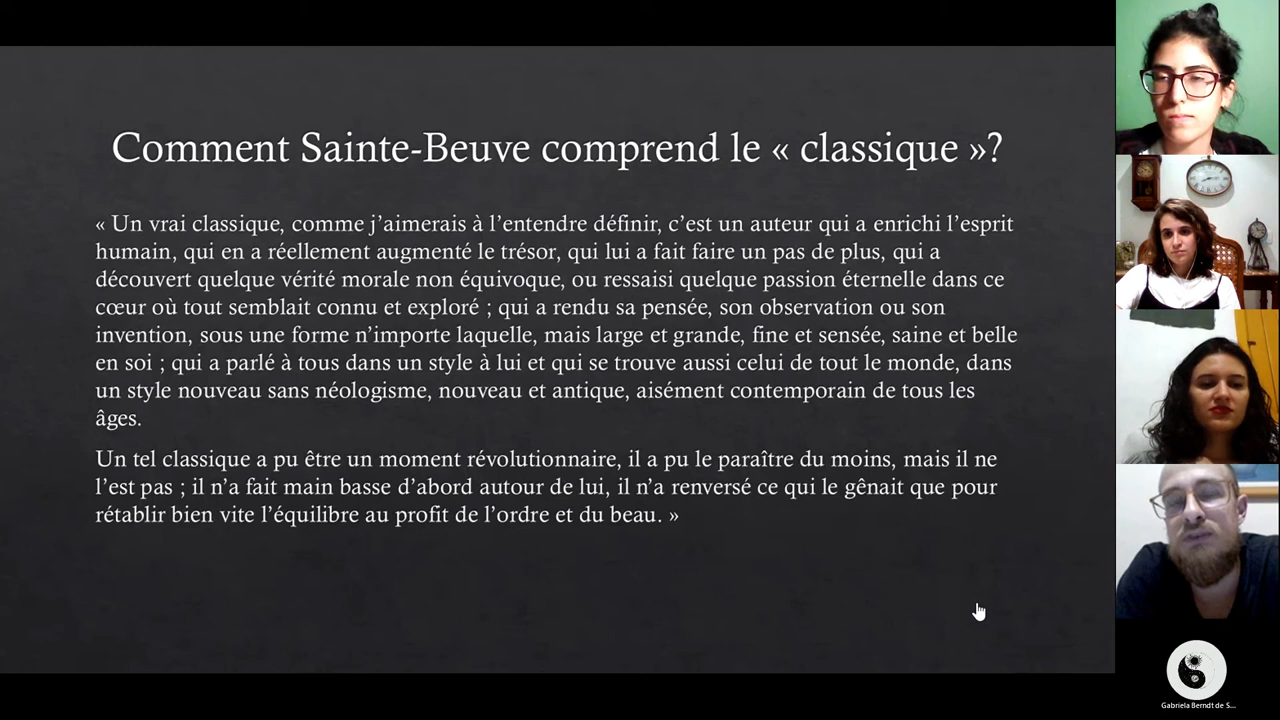 Comment Sainte-Beuve comprend le « classique »?
« Un vrai classique, comme j’aimerais à l’entendre définir, c’est un auteur qui a enrichi l’esprit
humain, qui en a réellement augmenté le trésor, qui lui a fait faire un pas de plus, qui a
découvert quelque vérité morale non équivoque, ou ressaisi quelque passion éternelle dans ce
cœur où tout semblait connu et exploré ; qui a rendu sa pensée, son observation ou son
invention, sous une forme n’importe laquelle, mais large et grande, fine et sensée, saine et belle
en soi ; qui a parlé à tous dans un style à lui et qui se trouve aussi celui de tout le monde, dans
un style nouveau sans néologisme, nouveau et antique, aisément contemporain de tous les
âges.
Un tel classique a pu être un moment révolutionnaire, il a pu le paraître du moins, mais il ne
l’est pas ; il n’a fait main basse d’abord autour de lui, il n’a renversé ce qui le gênait que pour
rétablir bien vite l’équilibre au profit de l’ordre et du beau. »
Gabriela Berndt de S...